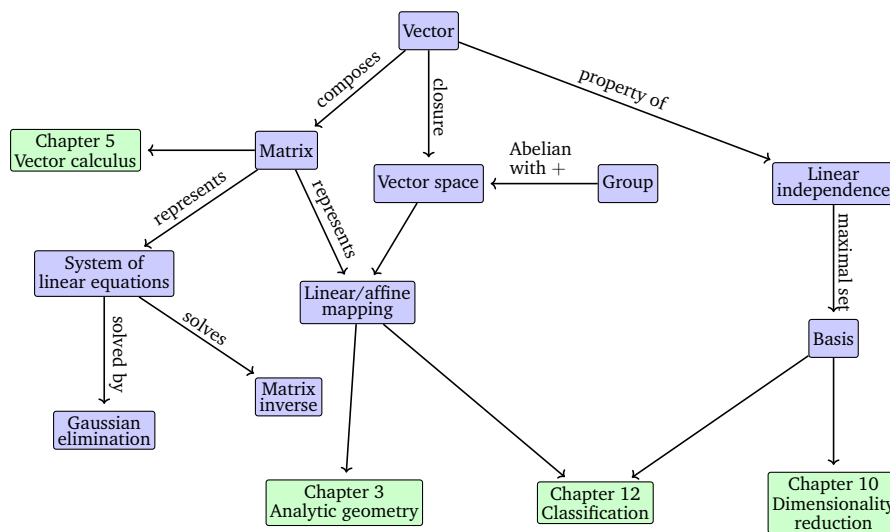 Vector
composes
closure
property of
Chapter 5
Vector calculus
Matrix
Abelian
with +
Vector space
Group
Linear
independence
represents
represents
maximal set
System of
linear equations
Linear/affine
mapping
solved by
solves
Basis
Matrix
inverse
Gaussian
elimination
Chapter 3
Analytic geometry
Chapter 12
Classification
Chapter 10
Dimensionality
reduction